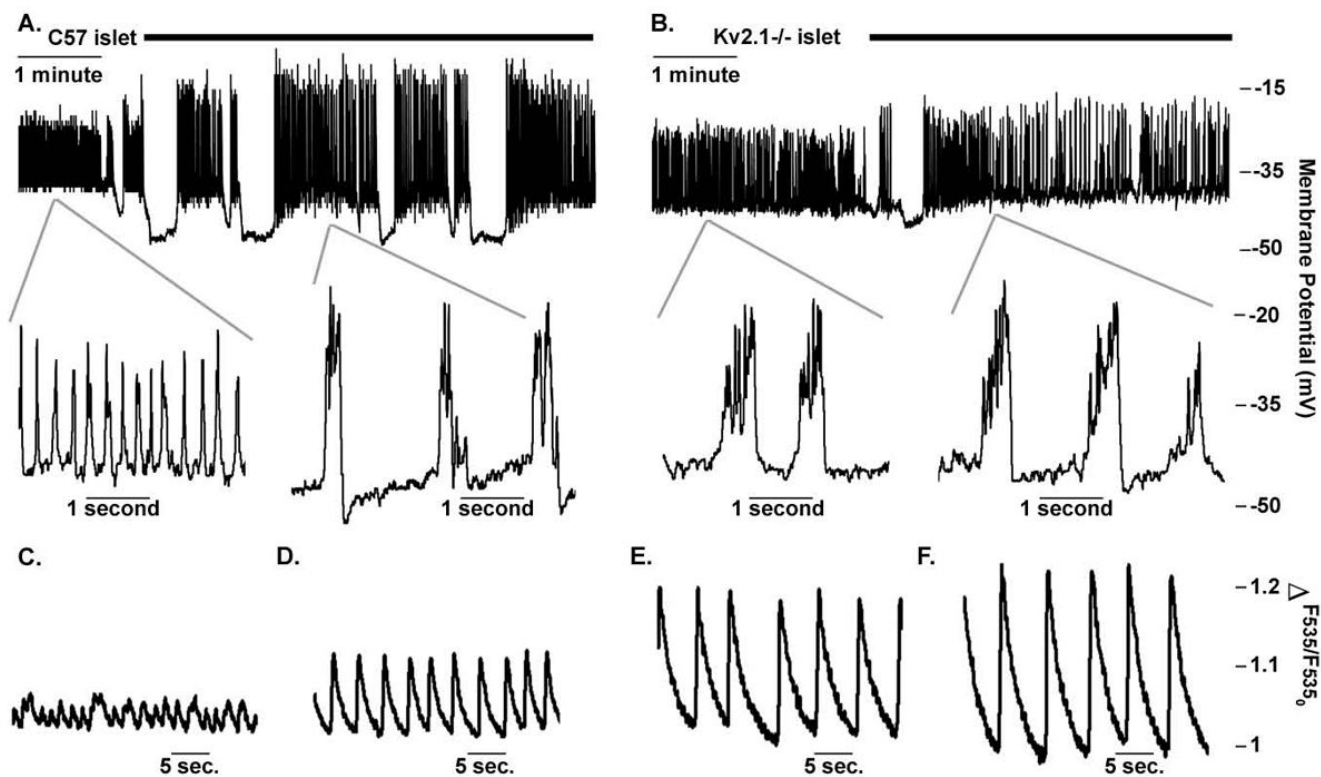 A.
C57 islet
1 minute
B.
Kv2.1-/- islet
1 minute
-15
-35
-50
Membrane Potential (mV)
-20
-35
-50
1 second
1 second
1 second
1 second
C.
D.
E.
F.
5 sec.
5 sec.
5 sec.
5 sec.
-1.2
-1.1
-1
Δ F535/F535₀